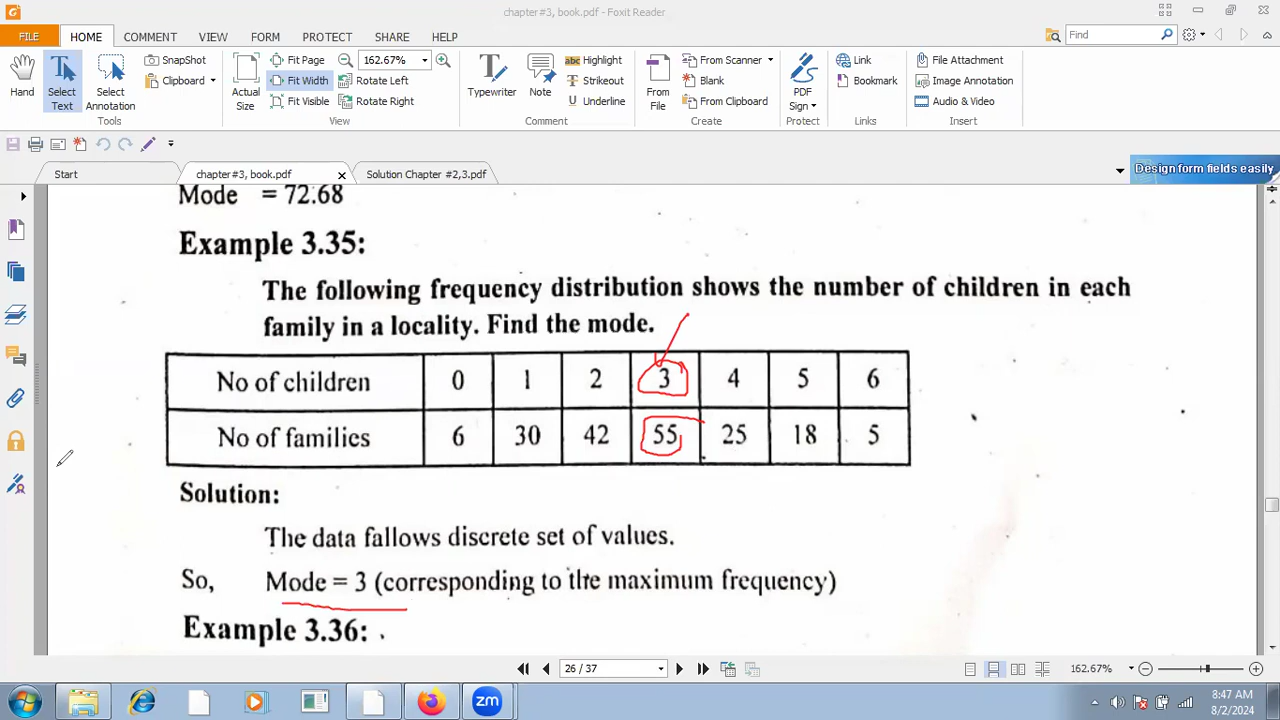 chapter#3, book.pdf - Foxit Reader
FILE HOME COMMENT VIEW FORM PROTECT SHARE HELP
Find
Hand
Select Text
Select Annotation
SnapShot
Clipboard
Tools
Actual Size
Fit Page
Fit Width
Fit Visible
162.67%
Rotate Left
Rotate Right
View
Typewriter
Note
Highlight
Strikeout
Underline
Comment
From File
From Scanner
Blank
From Clipboard
Create
PDF Sign
Protect
Link
Bookmark
Links
File Attachment
Image Annotation
Audio & Video
Insert
Start
chapter#3, book.pdf
Solution Chapter #2,3.pdf
Design form fields easily
Mode = 72.68
Example 3.35:
The following frequency distribution shows the number of children in each
family in a locality. Find the mode.
No of children 0 1 2 3 4 5 6
No of families 6 30 42 55 25 18 5
Solution:
The data fallows discrete set of values.
So, Mode = 3 (corresponding to the maximum frequency)
Example 3.36:
26 / 37
162.67%
zm
8:47 AM
8/2/2024